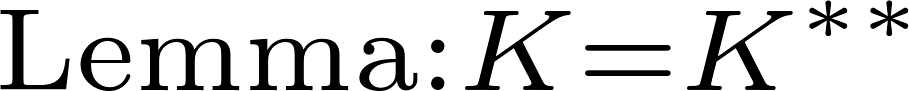 Lemma: K = K**